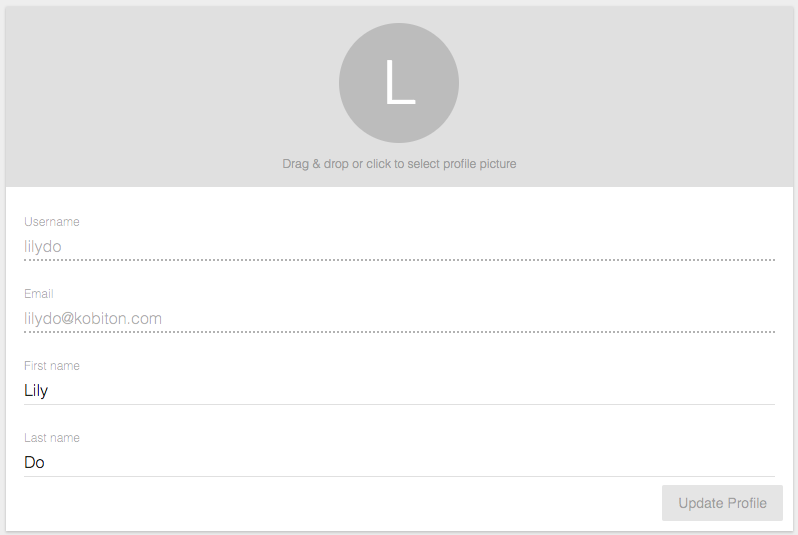 L
Drag & drop or click to select profile picture
Username
lilydo
Email
lilydo@kobiton.com
First name
Lily
Last name
Do
Update Profile